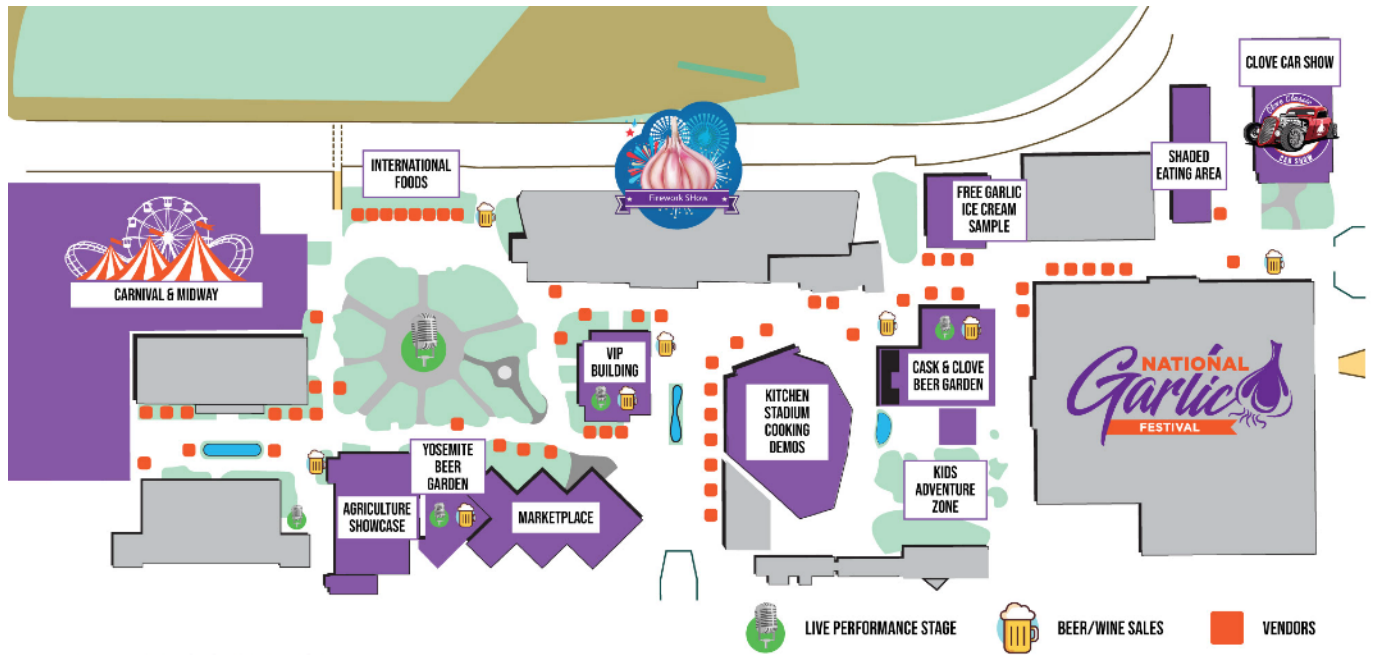 CLOVE CAR SHOW
Clove Classic
CAR SHOW
SHADED
EATING AREA
INTERNATIONAL
FOODS
Firework SHow
FREE GARLIC
ICE CREAM
SAMPLE
CARNIVAL & MIDWAY
VIP
BUILDING
CASK & CLOVE
BEER GARDEN
KITCHEN
STADIUM
COOKING
DEMOS
NATIONAL
Garlic
FESTIVAL
YOSEMITE
BEER
GARDEN
KIDS
ADVENTURE
ZONE
AGRICULTURE
SHOWCASE
MARKETPLACE
LIVE PERFORMANCE STAGE
BEER/WINE SALES
VENDORS